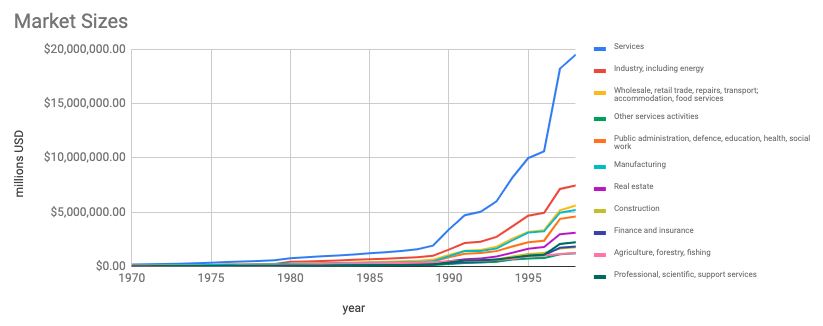 Market Sizes
$20,000,000.00
$15,000,000.00
$10,000,000.00
$5,000,000.00
$0.00
millions USD
1970
1975
1980
1985
1990
1995
year
Services
Industry, including energy
Wholesale, retail trade, repairs, transport;
accommodation, food services
Other services activities
Public administration, defence, education, health, social
work
Manufacturing
Real estate
Construction
Finance and insurance
Agriculture, forestry, fishing
Professional, scientific, support services